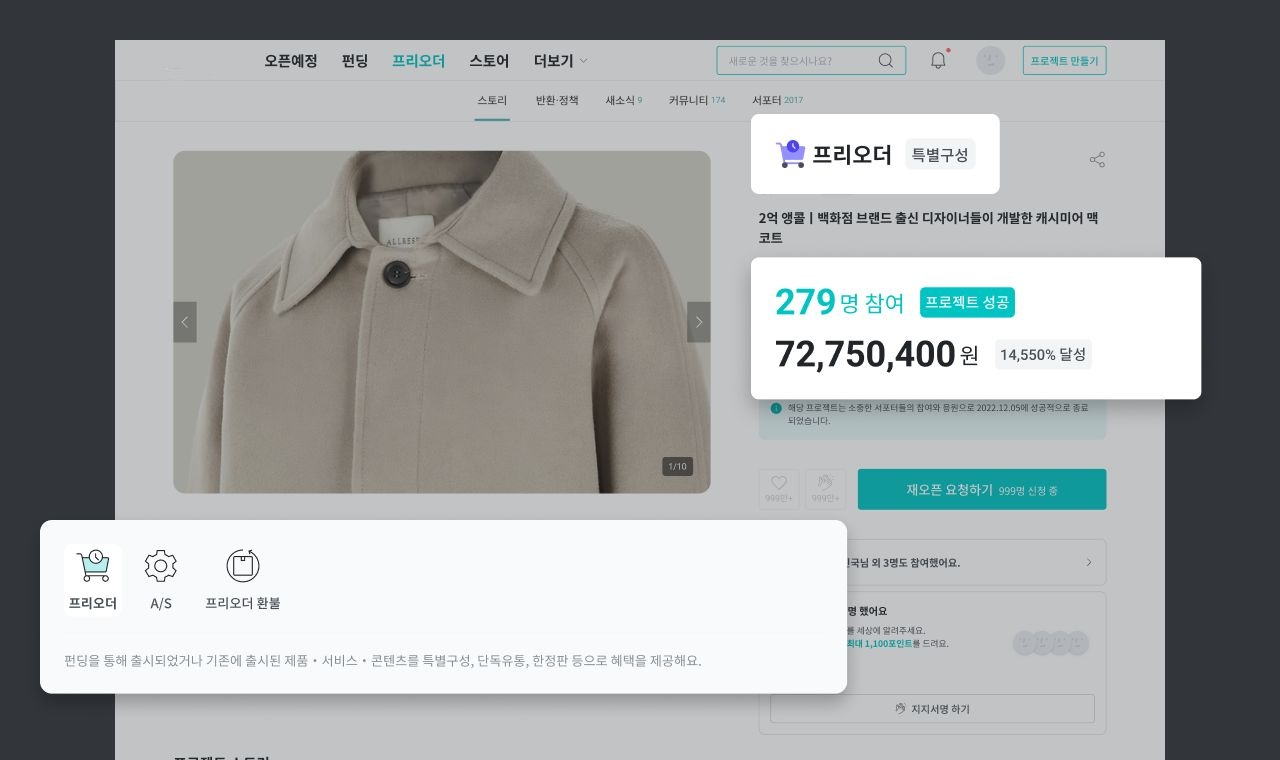 오픈예정 펀딩 프리오더 스토어 더보기
새로운 것을 찾으시나요?
프로젝트 만들기
스토리 반환·정책 새소식 9 커뮤니티 174 서포터 2017
프리오더 특별구성
2억 앵콜ㅣ백화점 브랜드 출신 디자이너들이 개발한 캐시미어 맥
코트
279명 참여 프로젝트 성공
72,750,400원 14,550% 달성
해당 프로젝트는 소중한 서포터들의 참여와 응원으로 2022.12.05에 성공적으로 종료
되었습니다.
1/10
999만+ 999만+ 재오픈 요청하기 999명 신청 중
국님 외 3명도 참여했어요.
프리오더 A/S 프리오더 환불
펀딩을 통해 출시되었거나 기존에 출시된 제품·서비스·콘텐츠를 특별구성, 단독유통, 한정판 등으로 혜택을 제공해요.
명 했어요
를 세상에 알려주세요.
최대 1,100포인트를 드려요.
지지서명 하기